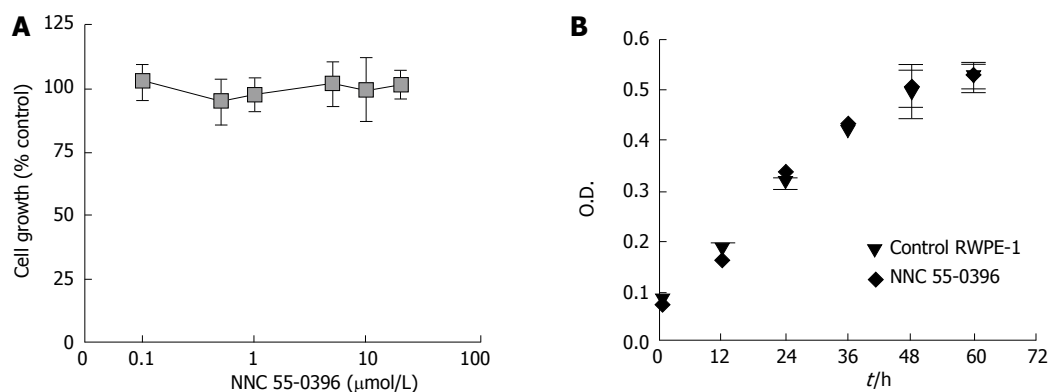 A
125
100
75
50
25
0
Cell growth (% control)
0 0.1 1 10 100
NNC 55-0396 (μmol/L)
B
0.6
0.5
0.4
0.3
0.2
0.1
0.0
O.D.
Control RWPE-1
NNC 55-0396
0 12 24 36 48 60 72
t/h